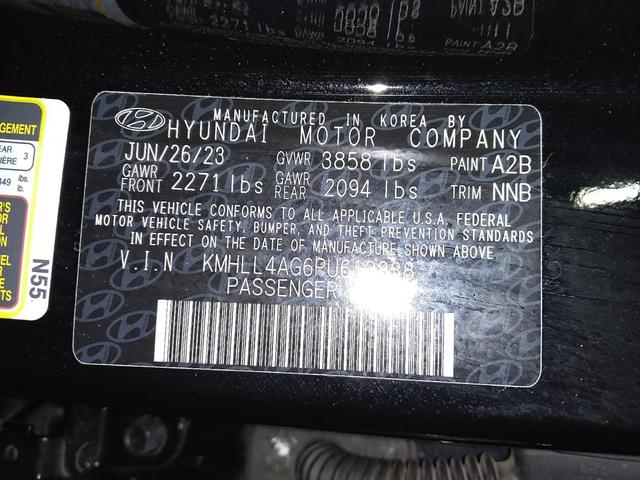 MANUFACTURED IN KOREA BY
HYUNDAI MOTOR COMPANY
JUN/26/23 GVWR 3858 lbs PAINT A2B
GAWR FRONT 2271 lbs GAWR REAR 2094 lbs TRIM NNB
THIS VEHICLE CONFORMS TO ALL APPLICABLE U.S.A. FEDERAL
MOTOR VEHICLE SAFETY, BUMPER, AND THEFT PREVENTION STANDARDS
IN EFFECT ON THE DATE OF MANUFACTURE SHOWN ABOVE.
V.I.N
PASSENGER
N55